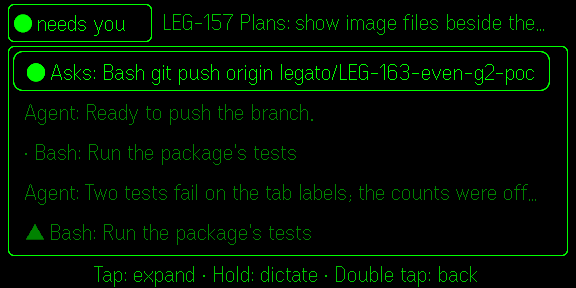 ● needs you LEG-157 Plans: show image files beside the…
● Asks: Bash git push origin legato/LEG-163-even-g2-poc
Agent: Ready to push the branch.
· Bash: Run the package's tests
Agent: Two tests fail on the tab labels; the counts were off…
▲ Bash: Run the package's tests
Tap: expand · Hold: dictate · Double tap: back